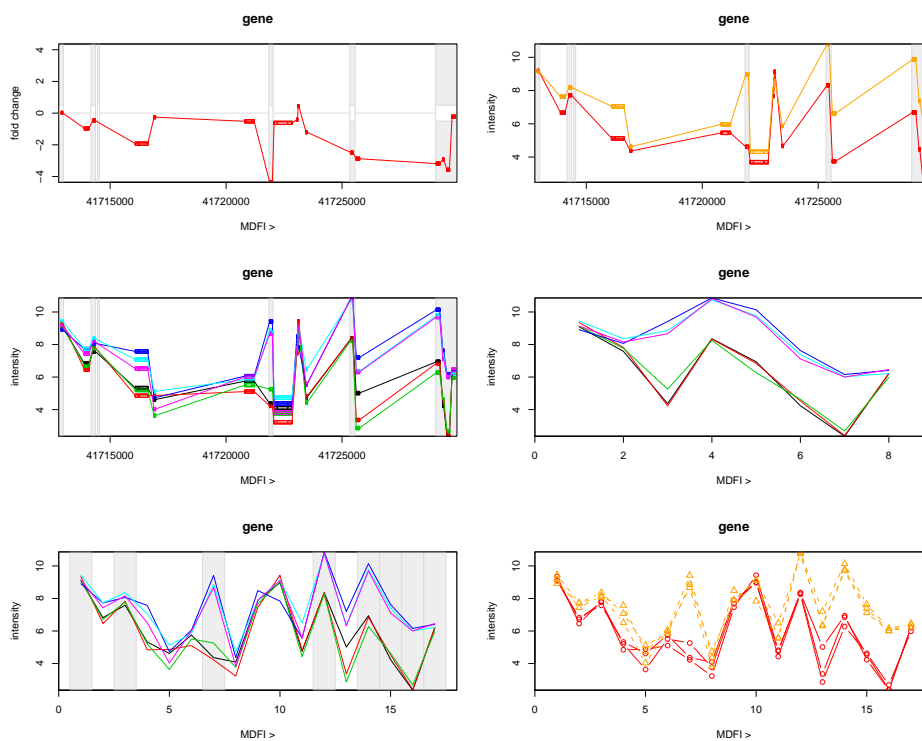 gene
fold change
4
2
0
-2
-4
41715000 41720000 41725000
MDFI >
gene
intensity
10
8
6
4
41715000 41720000 41725000
MDFI >
gene
intensity
10
8
6
4
41715000 41720000 41725000
MDFI >
gene
intensity
10
8
6
4
0 2 4 6 8
MDFI >
gene
intensity
10
8
6
4
0 5 10 15
MDFI >
gene
intensity
10
8
6
4
0 5 10 15
MDFI >